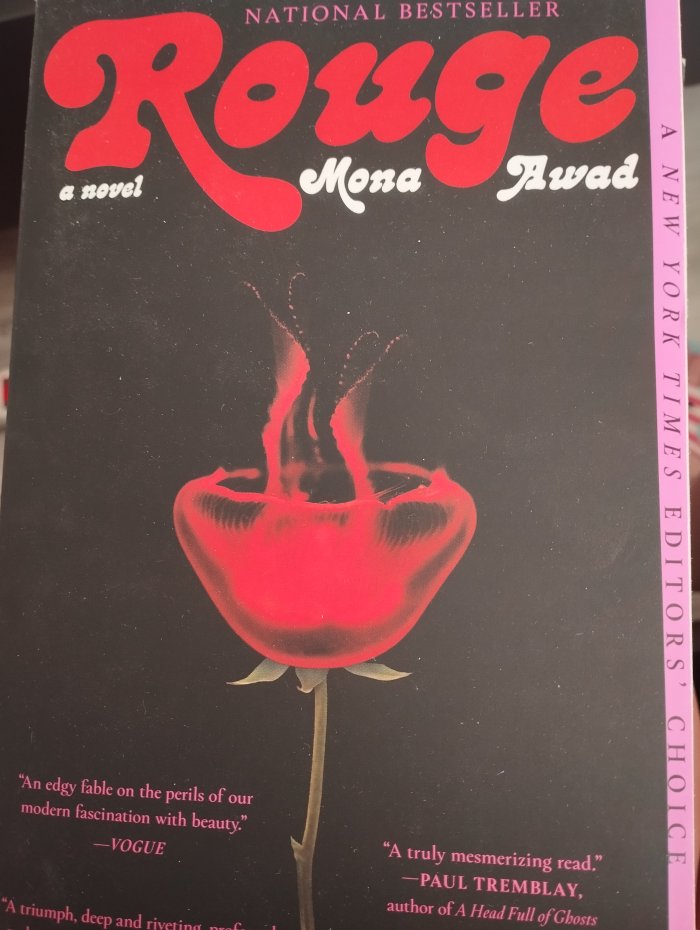 NATIONAL BESTSELLER
Rouge
a novel
Mona Awad
A NEW YORK TIMES EDITORS' CHOICE
“An edgy fable on the perils of our
modern fascination with beauty.”
—VOGUE
“A truly mesmerizing read.”
—PAUL TREMBLAY,
author of A Head Full of Ghosts
“A triumph, deep and riveting,